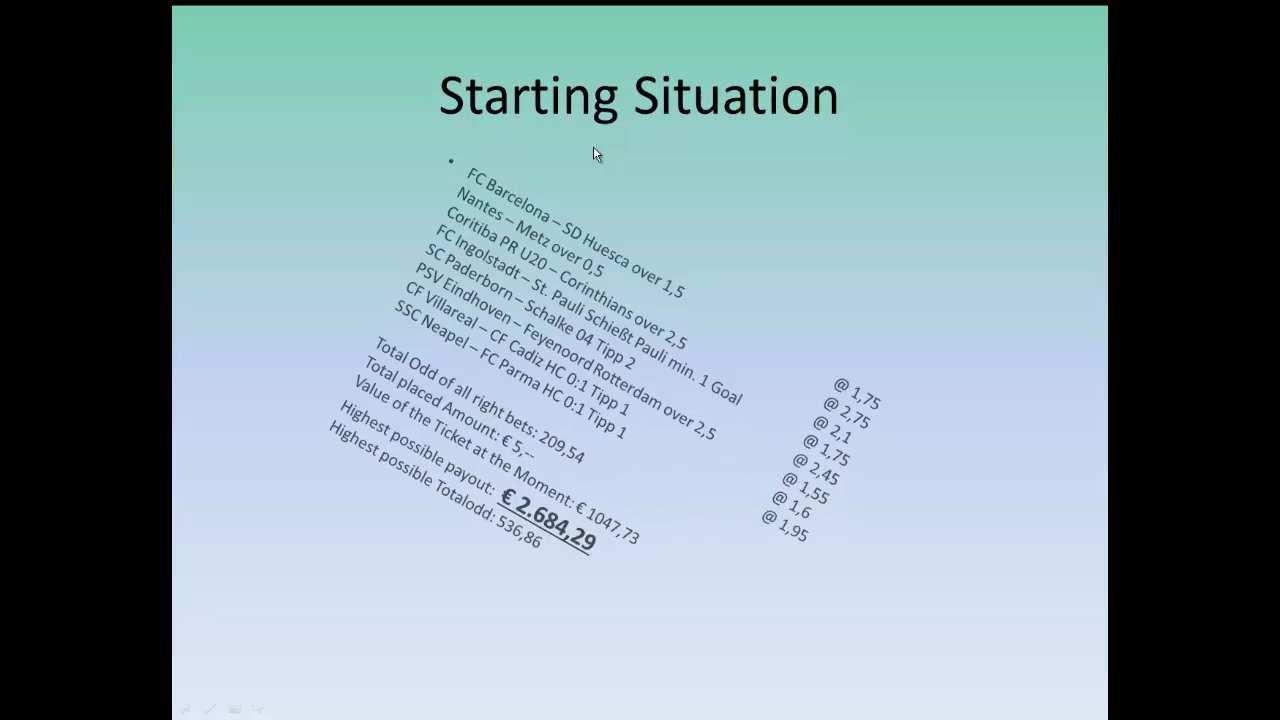 Starting Situation
• FC Barcelona – SD Huesca over 1,5 @ 1,75
Nantes – Metz over 0,5 @ 2,75
Coritiba PR U20 – Corinthians over 2,5 @ 2,1
FC Ingolstadt – St. Pauli Schießt Pauli min. 1 Goal @ 1,75
SC Paderborn – Schalke 04 Tipp 2 @ 2,45
PSV Eindhoven – Feyenoord Rotterdam over 2,5 @ 1,55
CF Villareal – CF Cadiz HC 0:1 Tipp 1 @ 1,6
SSC Neapel – FC Parma HC 0:1 Tipp 1 @ 1,95
Total Odd of all right bets: 209,54
Total placed Amount: € 5,--
Value of the Ticket at the Moment: € 1047,73
Highest possible payout: € 2.684,29
Highest possible Totalodd: 536,86